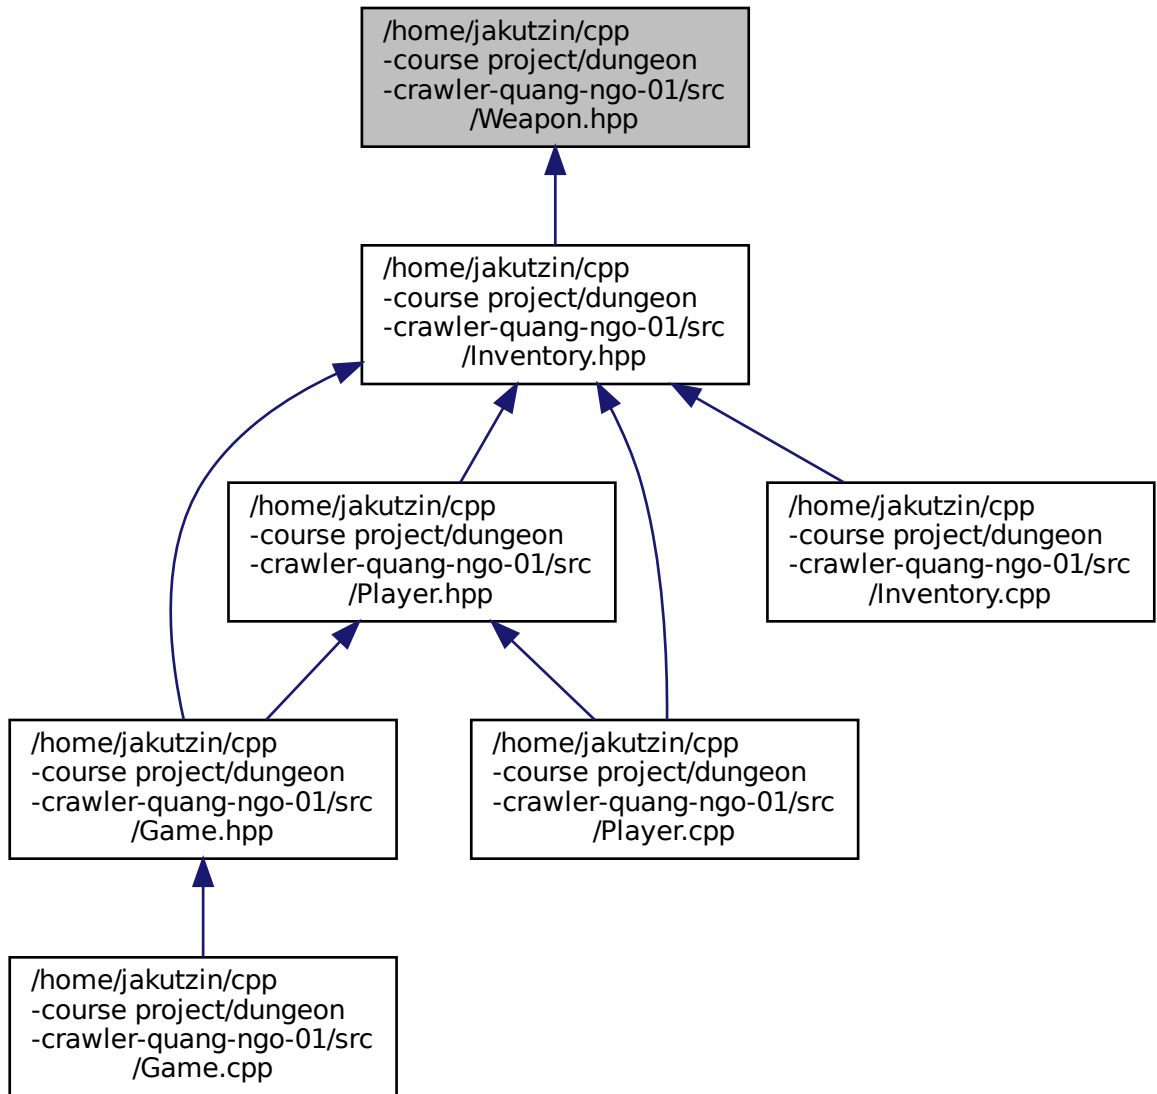 /home/jakutzin/cpp
-course project/dungeon
-crawler-quang-ngo-01/src
/Weapon.hpp
/home/jakutzin/cpp
-course project/dungeon
-crawler-quang-ngo-01/src
/Inventory.hpp
/home/jakutzin/cpp
-course project/dungeon
-crawler-quang-ngo-01/src
/Player.hpp
/home/jakutzin/cpp
-course project/dungeon
-crawler-quang-ngo-01/src
/Inventory.cpp
/home/jakutzin/cpp
-course project/dungeon
-crawler-quang-ngo-01/src
/Game.hpp
/home/jakutzin/cpp
-course project/dungeon
-crawler-quang-ngo-01/src
/Player.cpp
/home/jakutzin/cpp
-course project/dungeon
-crawler-quang-ngo-01/src
/Game.cpp